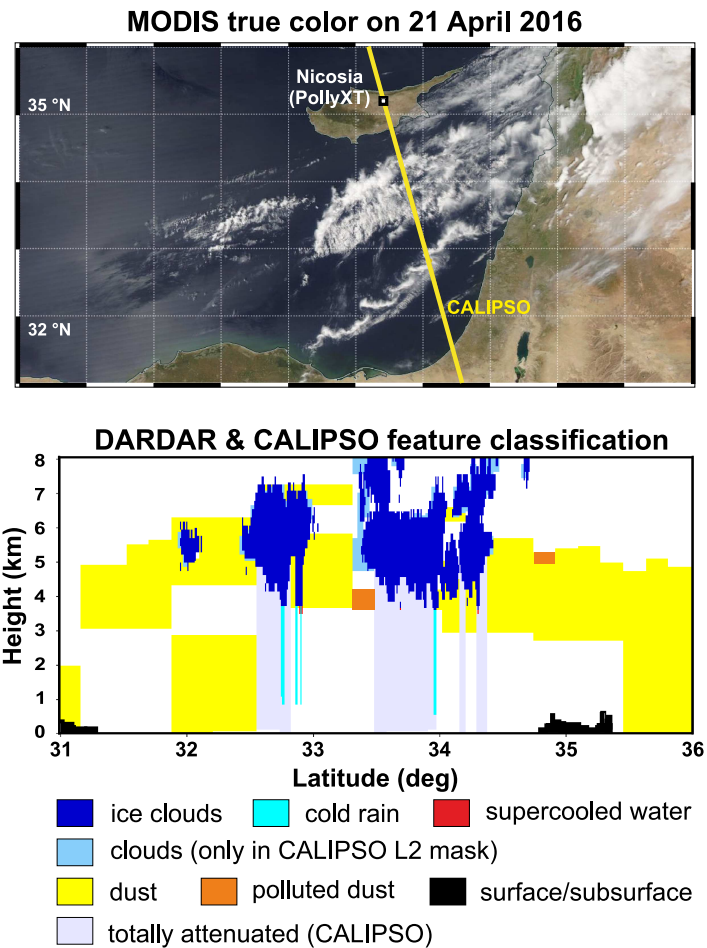 MODIS true color on 21 April 2016
Nicosia
(PollyXT)
35 °N
CALIPSO
32 °N
DARDAR & CALIPSO feature classification
8
7
6
5
4
3
2
1
0
Height (km)
31 32 33 34 35 36
Latitude (deg)
ice clouds cold rain supercooled water
clouds (only in CALIPSO L2 mask)
dust polluted dust surface/subsurface
totally attenuated (CALIPSO)